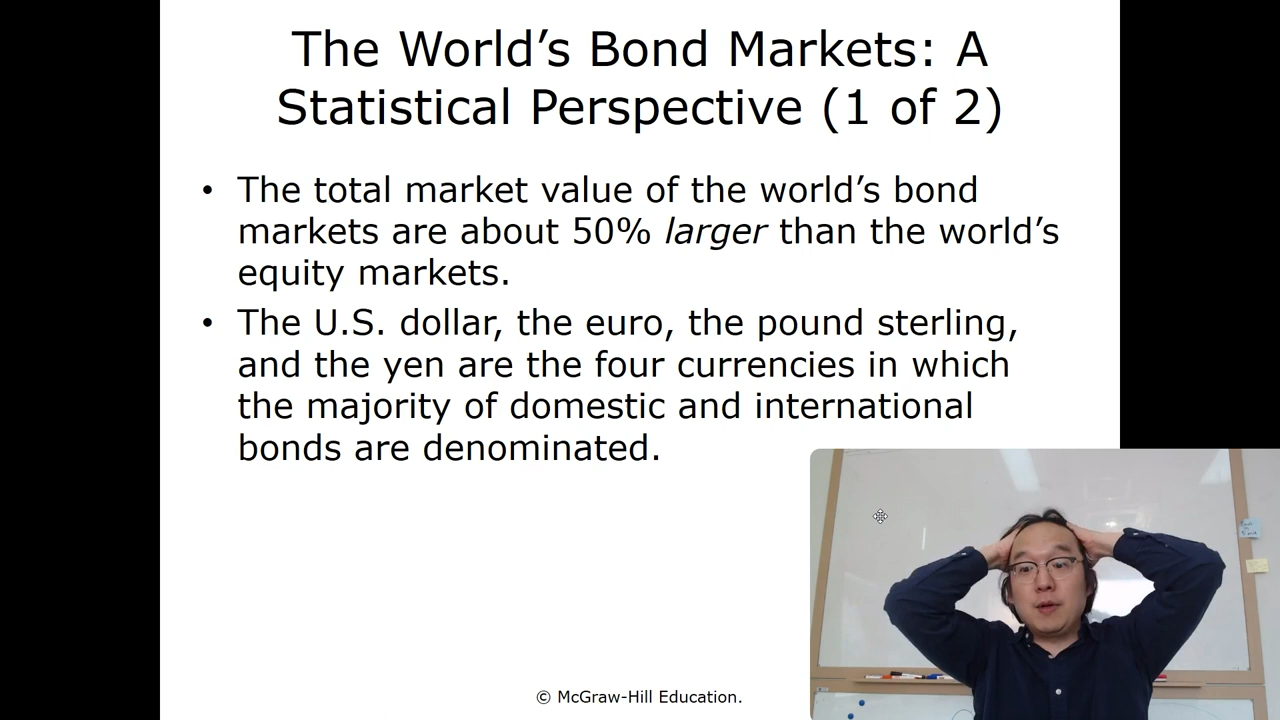 The World’s Bond Markets: A
Statistical Perspective (1 of 2)
• The total market value of the world’s bond
markets are about 50% larger than the world’s
equity markets.
• The U.S. dollar, the euro, the pound sterling,
and the yen are the four currencies in which
the majority of domestic and international
bonds are denominated.
© McGraw-Hill Education.